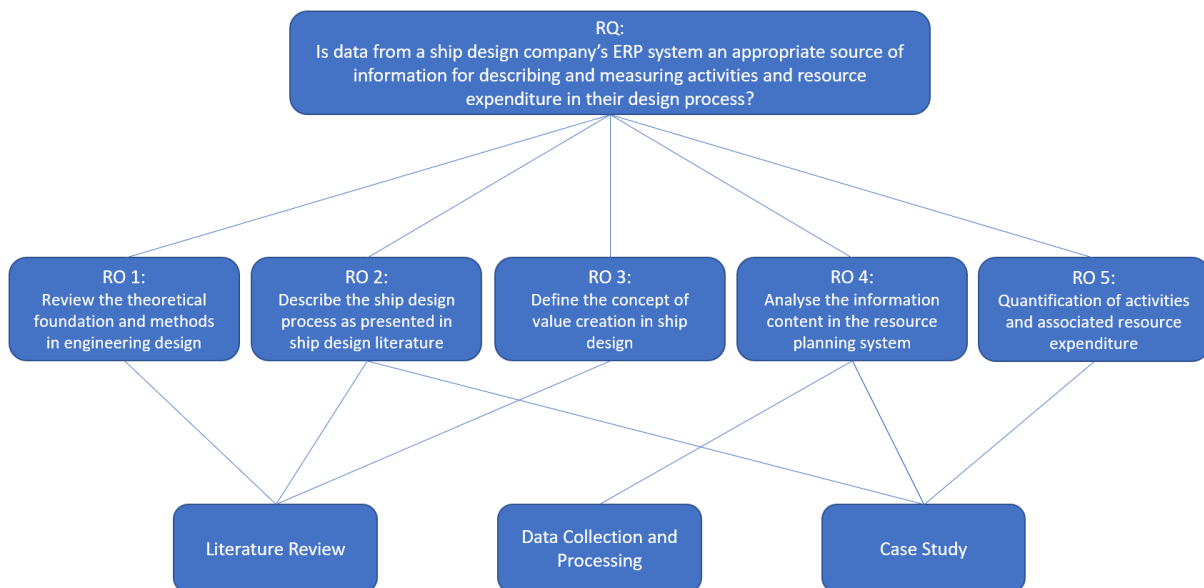 RQ:
Is data from a ship design company's ERP system an appropriate source of
information for describing and measuring activities and resource
expenditure in their design process?
RO 1:
Review the theoretical
foundation and methods
in engineering design
RO 2:
Describe the ship design
process as presented in
ship design literature
RO 3:
Define the concept of
value creation in ship
design
RO 4:
Analyse the information
content in the resource
planning system
RO 5:
Quantification of activities
and associated resource
expenditure
Literature Review
Data Collection and
Processing
Case Study